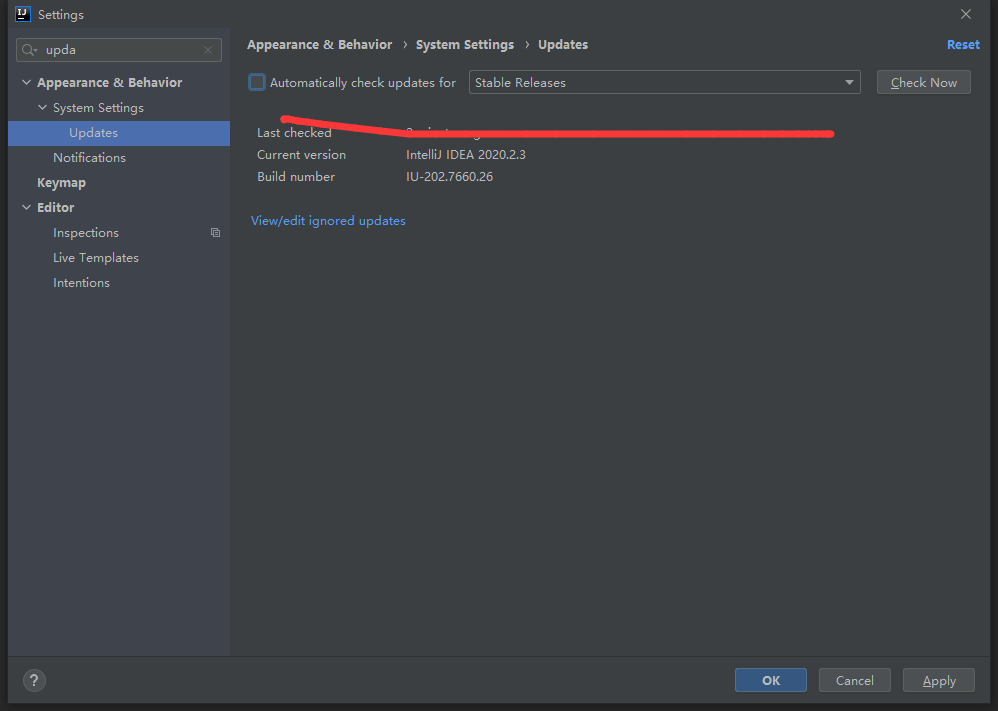 Settings
upda
Appearance & Behavior
System Settings
Updates
Notifications
Keymap
Editor
Inspections
Live Templates
Intentions
Appearance & Behavior › System Settings › Updates
Reset
Automatically check updates for
Stable Releases
Check Now
Last checked
Current version IntelliJ IDEA 2020.2.3
Build number IU-202.7660.26
View/edit ignored updates
?
OK
Cancel
Apply